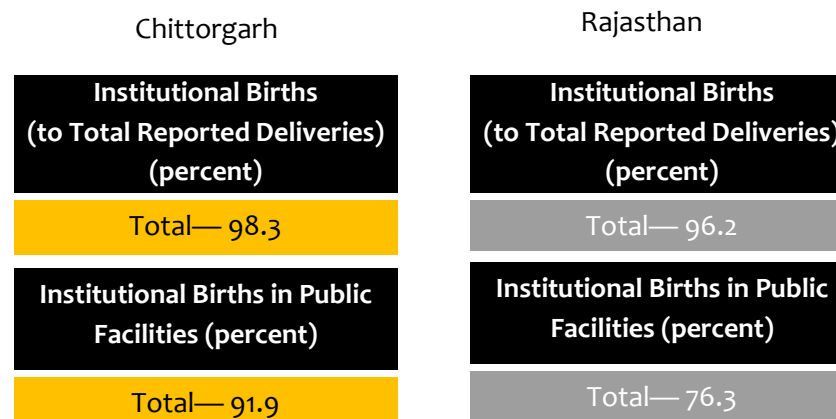 Chittorgarh
Institutional Births
(to Total Reported Deliveries)
(percent)
Total— 98.3
Institutional Births in Public
Facilities (percent)
Total— 91.9
Rajasthan
Institutional Births
(to Total Reported Deliveries)
(percent)
Total— 96.2
Institutional Births in Public
Facilities (percent)
Total— 76.3